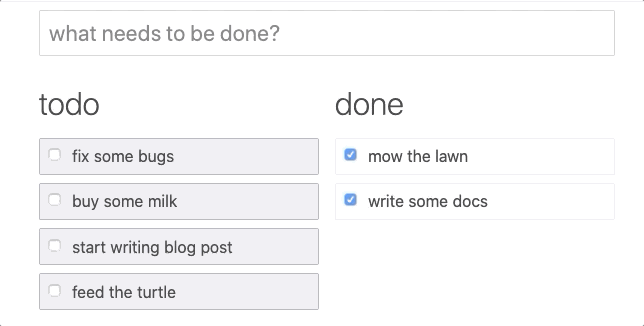 what needs to be done?
todo
fix some bugs
buy some milk
start writing blog post
feed the turtle
done
mow the lawn
write some docs